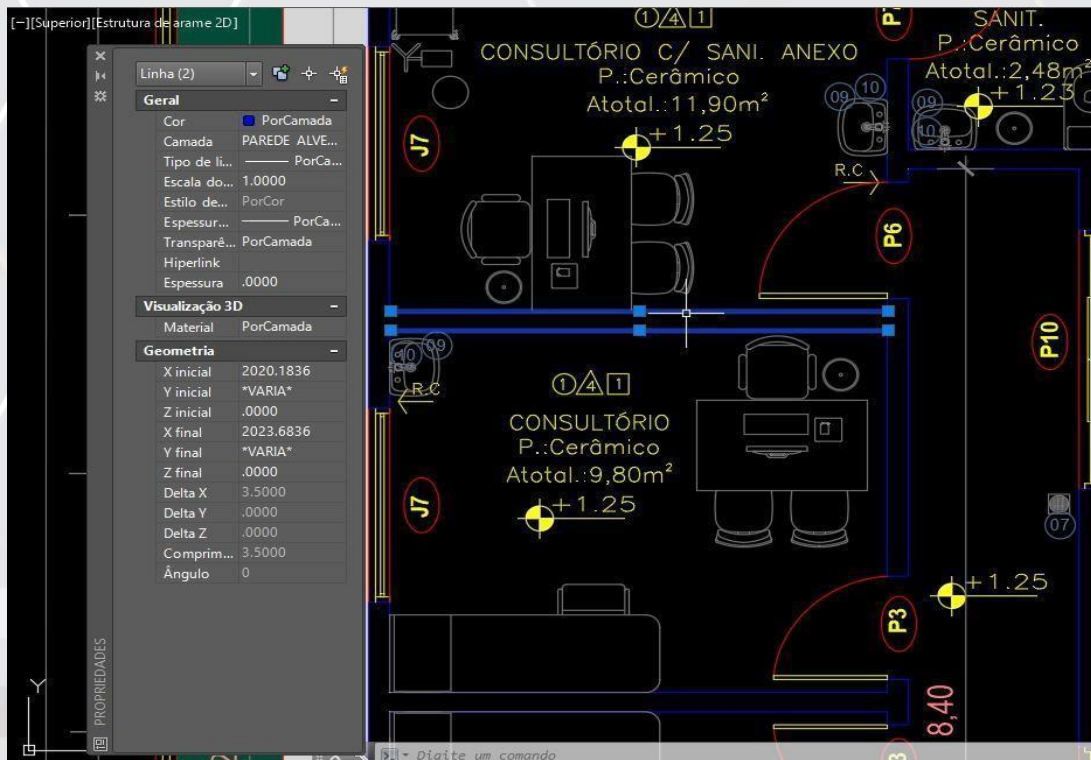 [−][Superior][Estrutura de arame 2D]
Linha (2)
Geral
Cor PorCamada
Camada PAREDE ALVE...
Tipo de li... PorCa...
Escala do... 1.0000
Estilo de... PorCor
Espessur... PorCa...
Transparê... PorCamada
Hiperlink
Espessura .0000
Visualização 3D
Material PorCamada
Geometria
X inicial 2020.1836
Y inicial *VARIA*
Z inicial .0000
X final 2023.6836
Y final *VARIA*
Z final .0000
Delta X 3.5000
Delta Y .0000
Delta Z .0000
Comprim... 3.5000
Ângulo 0
PROPRIEDADES
Y
1 4 1
CONSULTÓRIO C/ SANI. ANEXO
P.:Cerâmico
Atotal.:11,90m²
+1.25
J7
09 10
R.C
P6
SANIT.
P.:Cerâmico
Atotal.:2,48m²
+1.23
09
10
P10
10 09
R.C
1 4 1
CONSULTÓRIO
P.:Cerâmico
Atotal.:9,80m²
+1.25
J7
07
+1.25
P3
8,40
Digite um comando